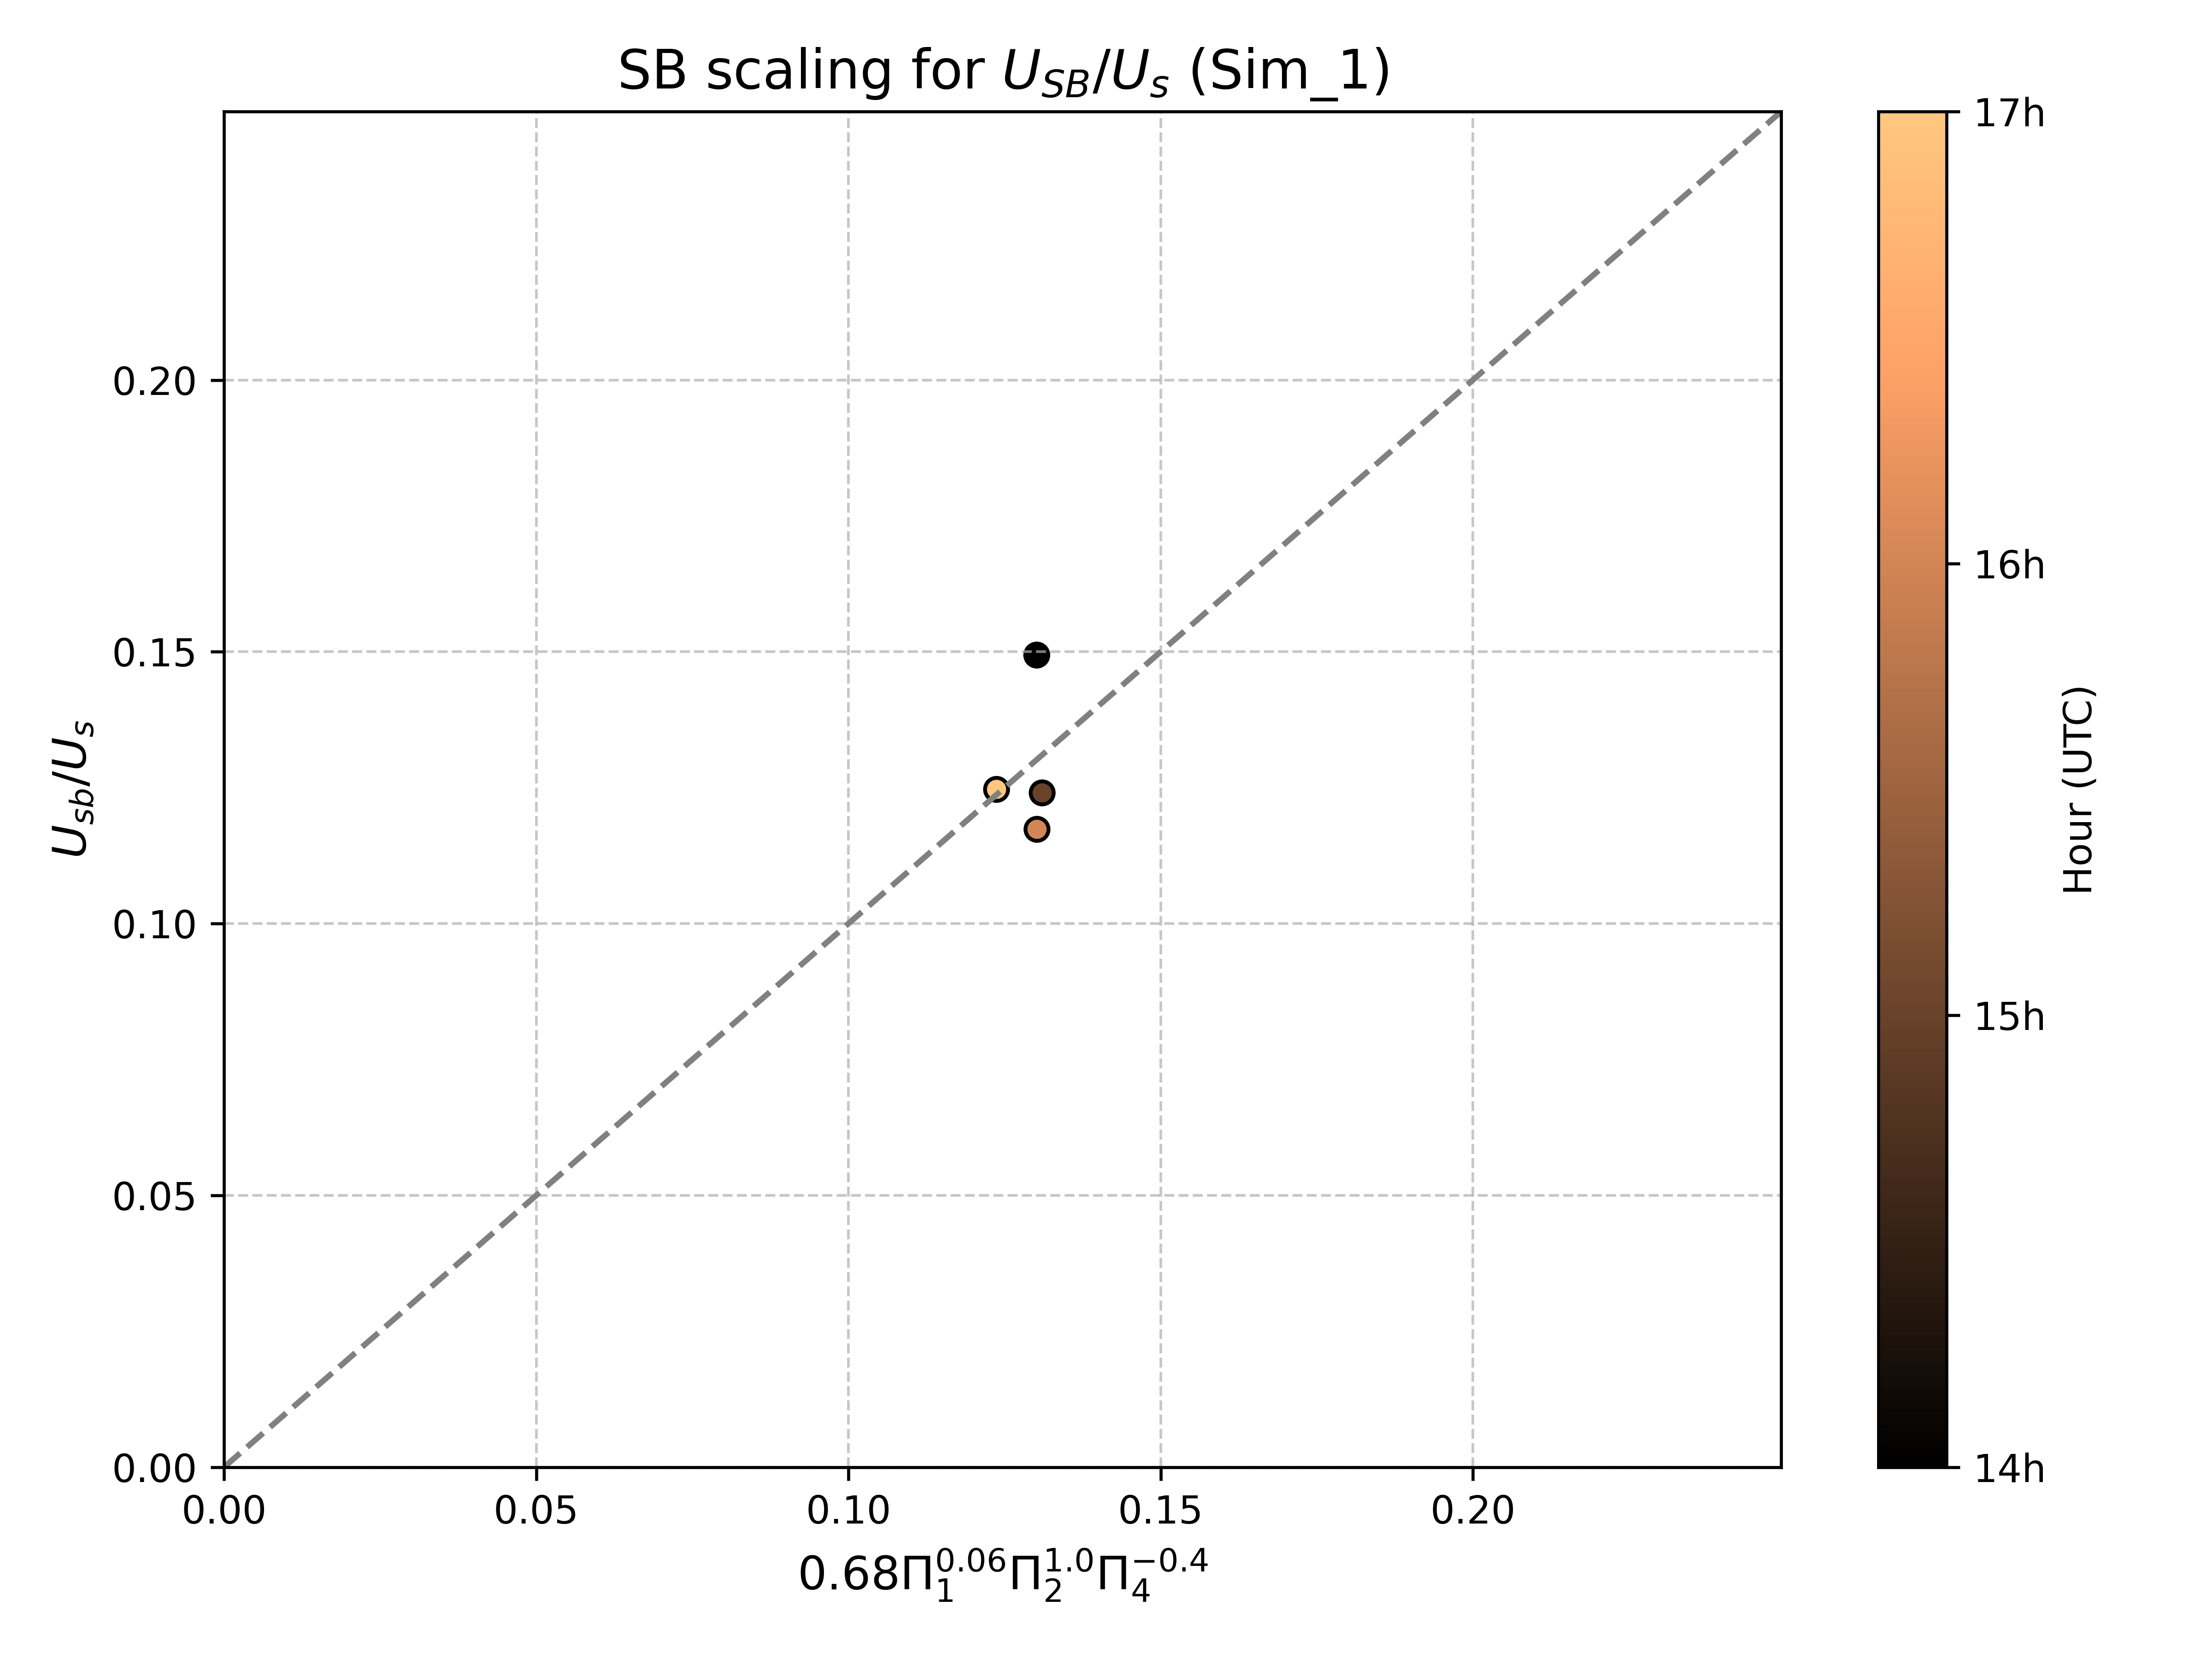 SB scaling for U_SB/U_s (Sim_1)
U_sb/U_s
0.20
0.15
0.10
0.05
0.00
0.00 0.05 0.10 0.15 0.20
0.68Π_1^0.06Π_2^1.0Π_4^−0.4
17h
16h
15h
14h
Hour (UTC)